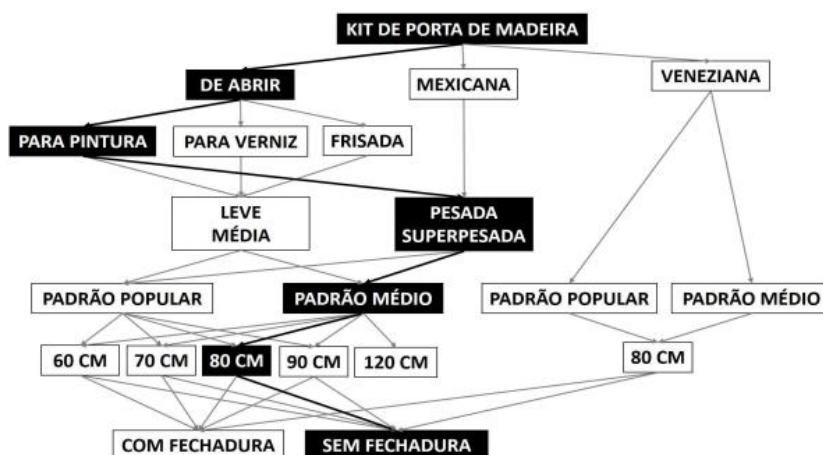 KIT DE PORTA DE MADEIRA
DE ABRIR
MEXICANA
VENEZIANA
PARA PINTURA
PARA VERNIZ
FRISADA
LEVE
MÉDIA
PESADA
SUPERPESADA
PADRÃO POPULAR
PADRÃO MÉDIO
PADRÃO POPULAR
PADRÃO MÉDIO
60 CM
70 CM
80 CM
90 CM
120 CM
80 CM
COM FECHADURA
SEM FECHADURA